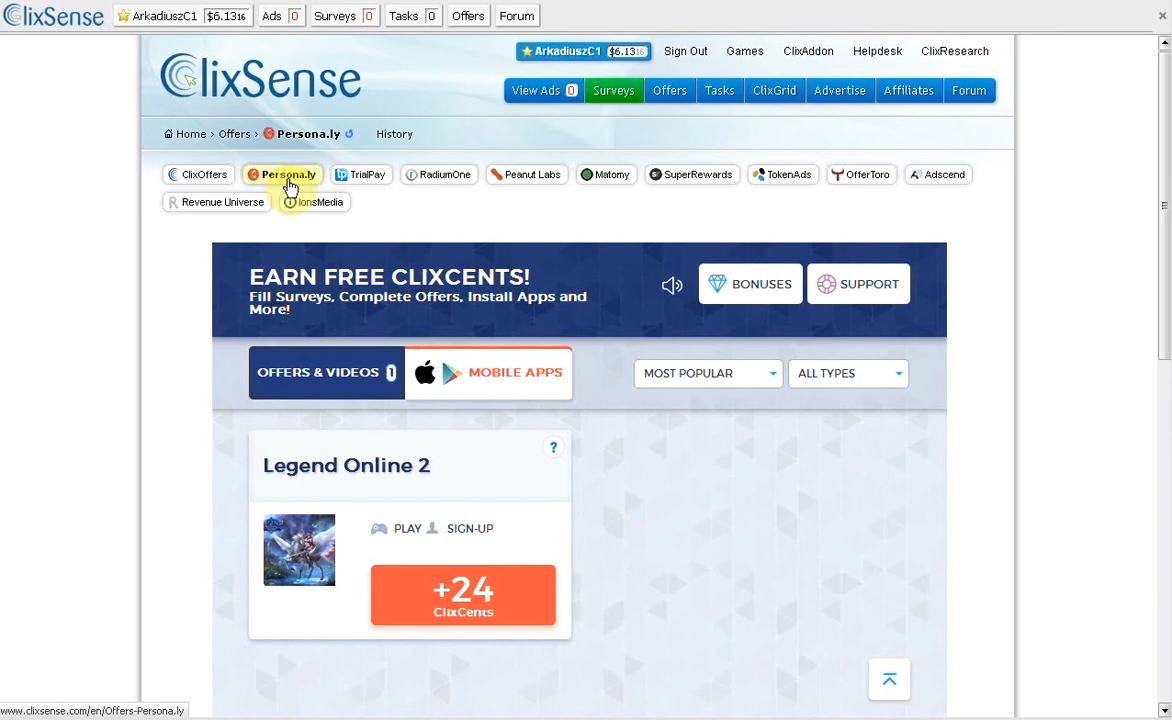 ClixSense ArkadiuszC1 $6.1316 Ads 0 Surveys 0 Tasks 0 Offers Forum
ArkadiuszC1 $6.1316 Sign Out Games ClixAddon Helpdesk ClixResearch
ClixSense
View Ads 0 Surveys Offers Tasks ClixGrid Advertise Affiliates Forum
Home › Offers › Persona.ly History
ClixOffers Persona.ly TrialPay RadiumOne Peanut Labs Matomy SuperRewards TokenAds OfferToro Adscend
Revenue Universe IonsMedia
EARN FREE CLIXCENTS!
Fill Surveys, Complete Offers, Install Apps and
More!
BONUSES SUPPORT
OFFERS & VIDEOS 1 MOBILE APPS MOST POPULAR ALL TYPES
?
Legend Online 2
PLAY SIGN-UP
+24
ClixCents
www.clixsense.com/en/Offers-Persona.ly